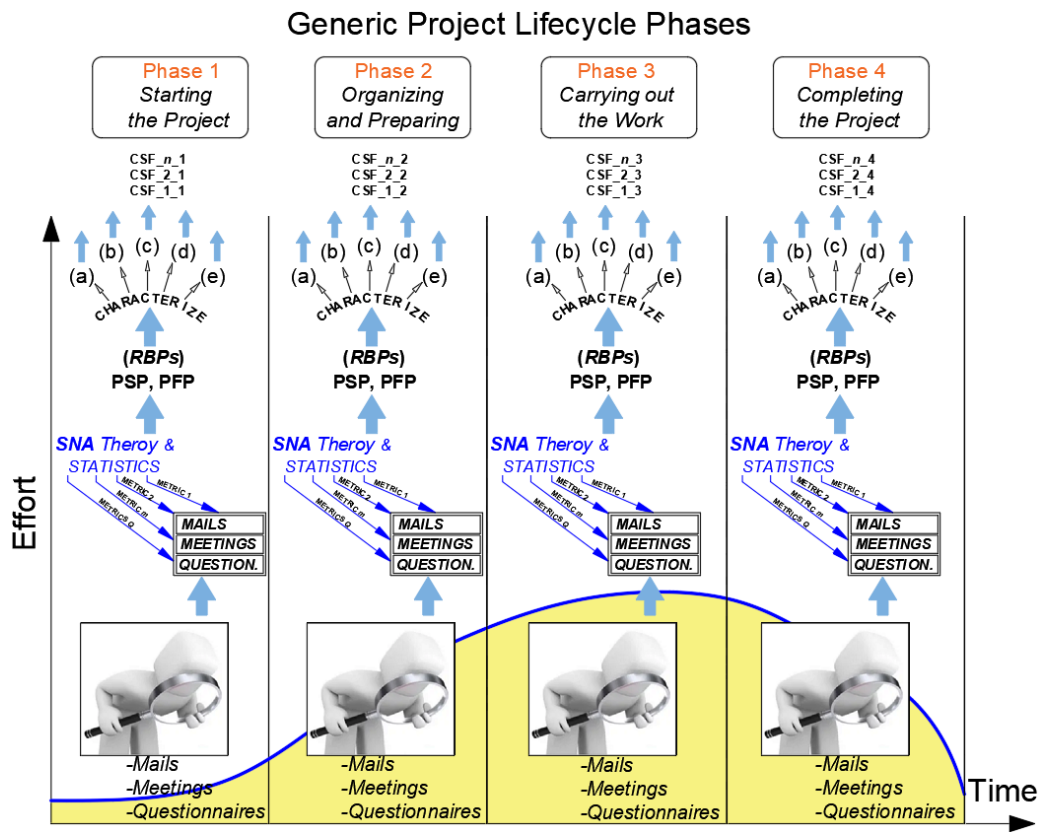 Generic Project Lifecycle Phases
Phase 1
Starting
the Project
Phase 2
Organizing
and Preparing
Phase 3
Carrying out
the Work
Phase 4
Completing
the Project
CSF_n_1
CSF_2_1
CSF_1_1
CSF_n_2
CSF_2_2
CSF_1_2
CSF_n_3
CSF_2_3
CSF_1_3
CSF_n_4
CSF_2_4
CSF_1_4
(a) (b) (c) (d) (e)
(a) (b) (c) (d) (e)
(a) (b) (c) (d) (e)
(a) (b) (c) (d) (e)
CHARACTERIZE
CHARACTERIZE
CHARACTERIZE
CHARACTERIZE
(RBPs)
PSP, PFP
(RBPs)
PSP, PFP
(RBPs)
PSP, PFP
(RBPs)
PSP, PFP
SNA Theroy &
STATISTICS
METRIC 1
METRIC 2
METRIC m
METRICS Q
MAILS
MEETINGS
QUESTION.
SNA Theroy &
STATISTICS
METRIC 1
METRIC 2
METRIC m
METRICS Q
MAILS
MEETINGS
QUESTION.
SNA Theroy &
STATISTICS
METRIC 1
METRIC 2
METRIC m
METRICS Q
MAILS
MEETINGS
QUESTION.
SNA Theroy &
STATISTICS
METRIC 1
METRIC 2
METRIC m
METRICS Q
MAILS
MEETINGS
QUESTION.
Effort
-Mails
-Meetings
-Questionnaires
-Mails
-Meetings
-Questionnaires
-Mails
-Meetings
-Questionnaires
-Mails
-Meetings
-Questionnaires
Time